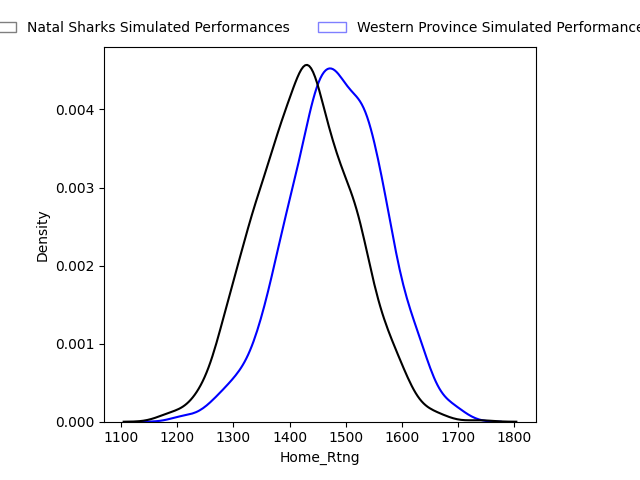 Natal Sharks Simulated Performances
Western Province Simulated Performance
0.004
0.003
0.002
0.001
0.000
Density
1100 1200 1300 1400 1500 1600 1700 1800
Home_Rtng